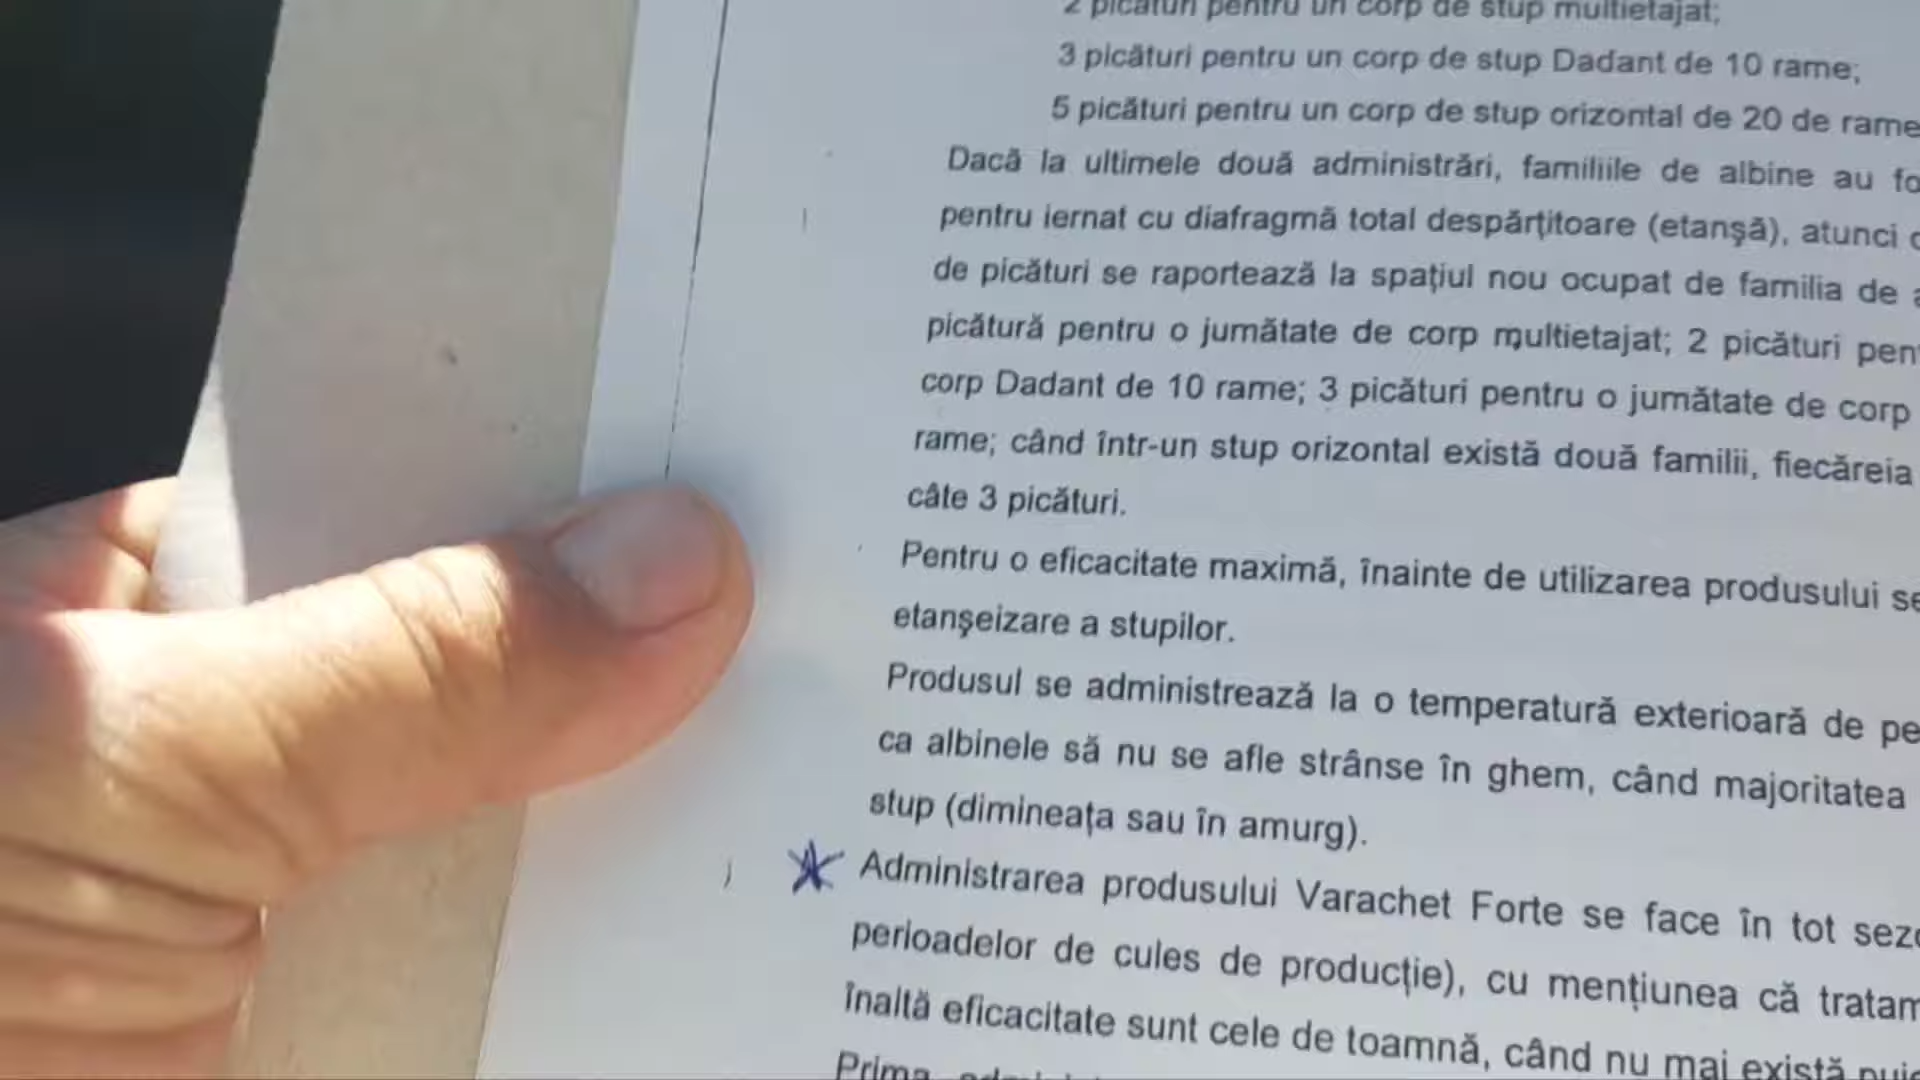 2 picături pentru un corp de stup multietajat;
3 picături pentru un corp de stup Dadant de 10 rame;
5 picături pentru un corp de stup orizontal de 20 de rame
Dacă la ultimele două administrări, familiile de albine au fo
pentru iernat cu diafragmă total despărțitoare (etanșă), atunci
de picături se raportează la spațiul nou ocupat de familia de
picătură pentru o jumătate de corp multietajat; 2 picături pen
corp Dadant de 10 rame; 3 picături pentru o jumătate de corp
rame; când într-un stup orizontal există două familii, fiecăreia
câte 3 picături.
Pentru o eficacitate maximă, înainte de utilizarea produsului se
etanșeizare a stupilor.
Produsul se administrează la o temperatură exterioară de pe
ca albinele să nu se afle strânse în ghem, când majoritatea
stup (dimineața sau în amurg).
Administrarea produsului Varachet Forte se face în tot sezo
perioadelor de cules de producție), cu mențiunea că tratam
înaltă eficacitate sunt cele de toamnă, când nu mai există
Prima